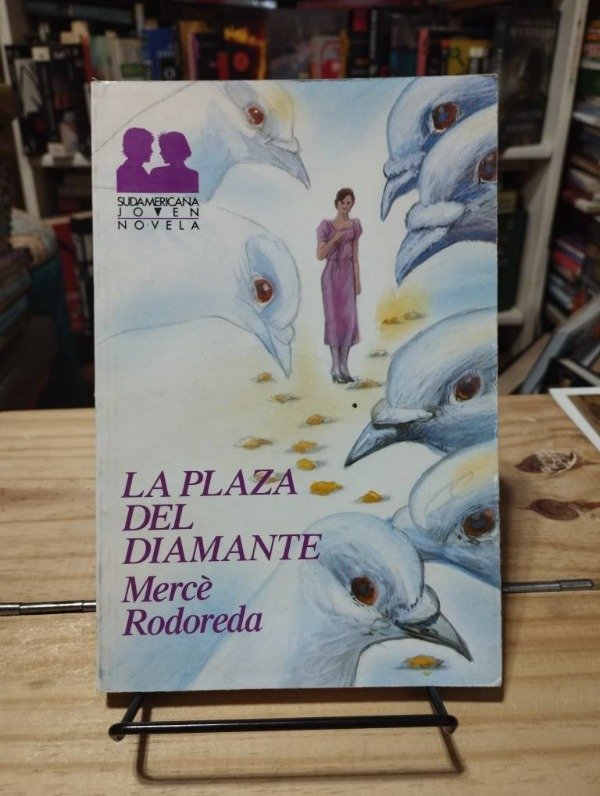 SUDAMERICANA
JOVEN
NOVELA
LA PLAZA
DEL
DIAMANTE
Mercè
Rodoreda